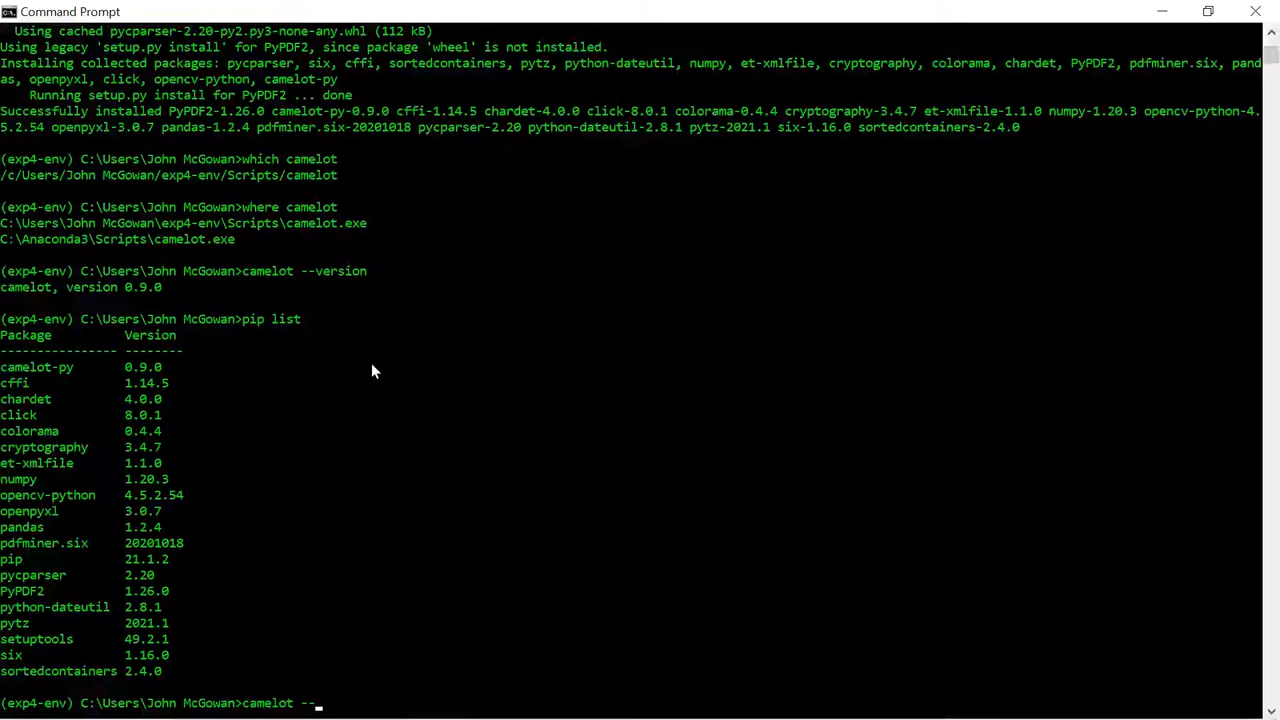 Command Prompt
Using cached pycparser-2.20-py2.py3-none-any.whl (112 kB)
Using legacy 'setup.py install' for PyPDF2, since package 'wheel' is not installed.
Installing collected packages: pycparser, six, cffi, sortedcontainers, pytz, python-dateutil, numpy, et-xmlfile, cryptography, colorama, chardet, PyPDF2, pdfminer.six, pand
as, openpyxl, click, opencv-python, camelot-py
Running setup.py install for PyPDF2 ... done
Successfully installed PyPDF2-1.26.0 camelot-py-0.9.0 cffi-1.14.5 chardet-4.0.0 click-8.0.1 colorama-0.4.4 cryptography-3.4.7 et-xmlfile-1.1.0 numpy-1.20.3 opencv-python-4.
5.2.54 openpyxl-3.0.7 pandas-1.2.4 pdfminer.six-20201018 pycparser-2.20 python-dateutil-2.8.1 pytz-2021.1 six-1.16.0 sortedcontainers-2.4.0
(exp4-env) C:\Users\John McGowan>which camelot
/c/Users/John McGowan/exp4-env/Scripts/camelot
(exp4-env) C:\Users\John McGowan>where camelot
C:\Users\John McGowan\exp4-env\Scripts\camelot.exe
C:\Anaconda3\Scripts\camelot.exe
(exp4-env) C:\Users\John McGowan>camelot --version
camelot, version 0.9.0
(exp4-env) C:\Users\John McGowan>pip list
Package Version
---------------- --------
camelot-py 0.9.0
cffi 1.14.5
chardet 4.0.0
click 8.0.1
colorama 0.4.4
cryptography 3.4.7
et-xmlfile 1.1.0
numpy 1.20.3
opencv-python 4.5.2.54
openpyxl 3.0.7
pandas 1.2.4
pdfminer.six 20201018
pip 21.1.2
pycparser 2.20
PyPDF2 1.26.0
python-dateutil 2.8.1
pytz 2021.1
setuptools 49.2.1
six 1.16.0
sortedcontainers 2.4.0
(exp4-env) C:\Users\John McGowan>camelot --